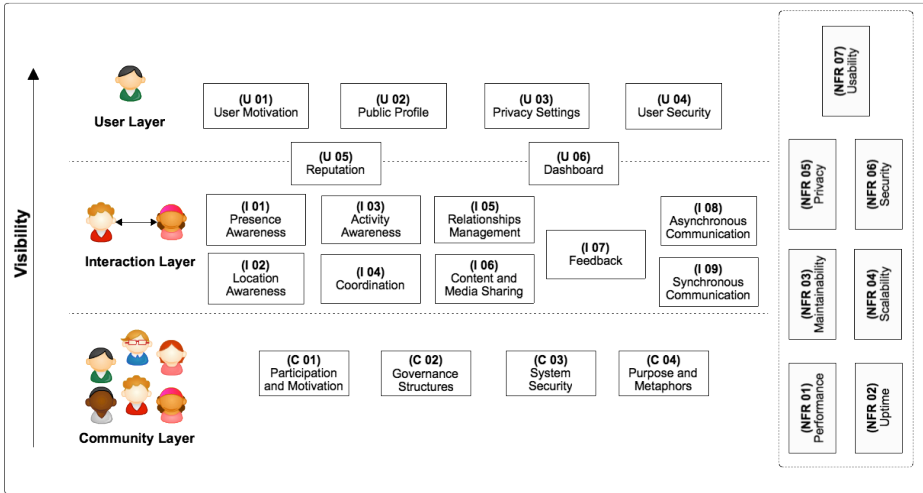 (U 01)
User Motivation
(U 02)
Public Profile
(U 03)
Privacy Settings
(U 04)
User Security
User Layer
(U 05)
Reputation
(U 06)
Dashboard
(I 01)
Presence
Awareness
(I 03)
Activity
Awareness
(I 05)
Relationships
Management
(I 08)
Asynchronous
Communication
(I 07)
Feedback
Interaction Layer
(I 02)
Location
Awareness
(I 04)
Coordination
(I 06)
Content and
Media Sharing
(I 09)
Synchronous
Communication
(C 01)
Participation
and Motivation
(C 02)
Governance
Structures
(C 03)
System
Security
(C 04)
Purpose and
Metaphors
Community Layer
Visibility
(NFR 07)
Usability
(NFR 05)
Privacy
(NFR 06)
Security
(NFR 03)
Maintainability
(NFR 04)
Scalability
(NFR 01)
Performance
(NFR 02)
Uptime